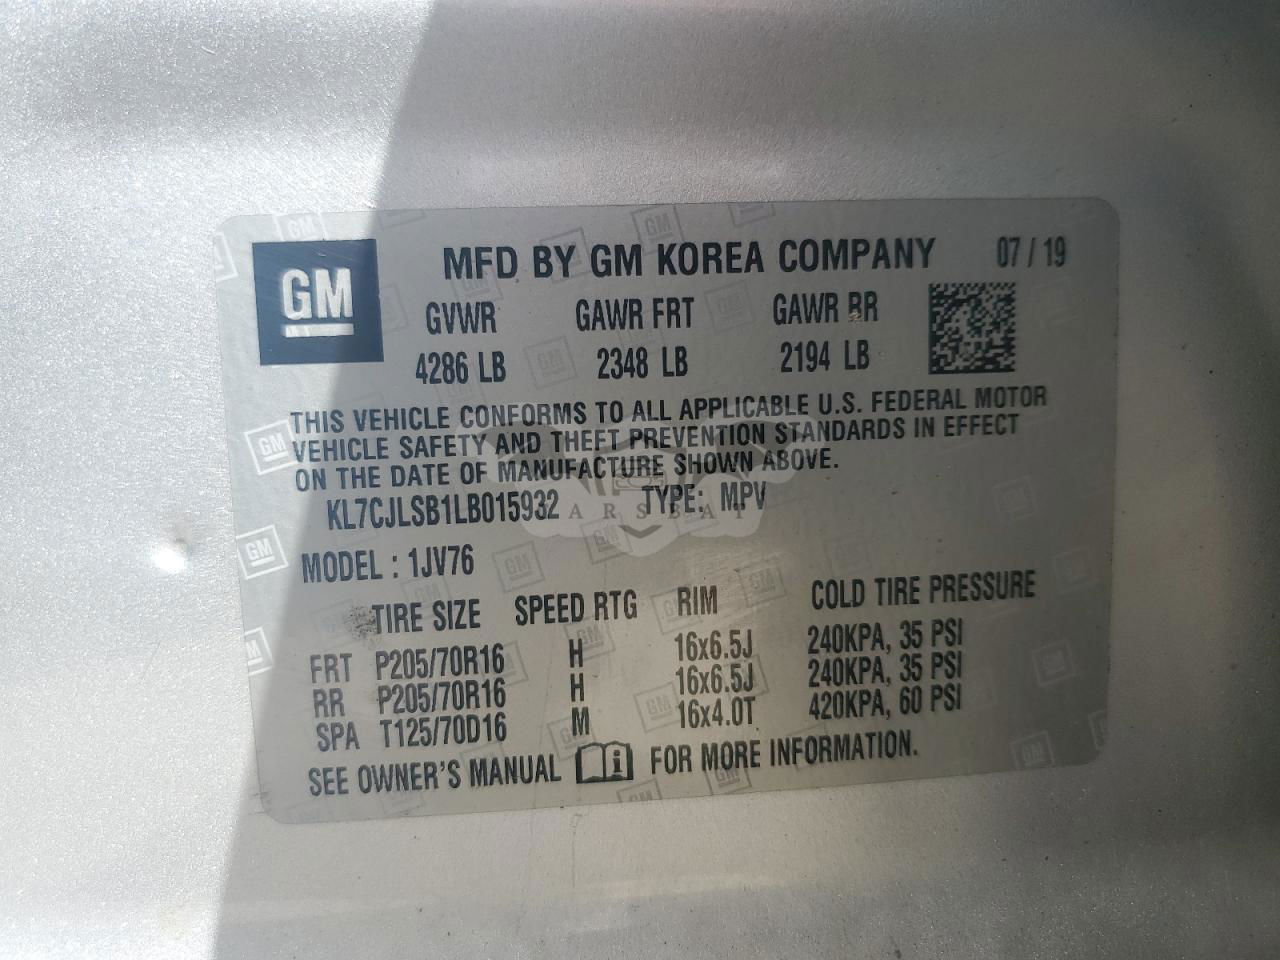 GM
MFD BY GM KOREA COMPANY 07 / 19
GVWR GAWR FRT GAWR RR
4286 LB 2348 LB 2194 LB
THIS VEHICLE CONFORMS TO ALL APPLICABLE U.S. FEDERAL MOTOR
VEHICLE SAFETY AND THEFT PREVENTION STANDARDS IN EFFECT
ON THE DATE OF MANUFACTURE SHOWN ABOVE.
KL7CJLSB1LB015932 TYPE: MPV
CARSBAT
MODEL : 1JV76
TIRE SIZE SPEED RTG RIM COLD TIRE PRESSURE
FRT P205/70R16 H 16x6.5J 240KPA, 35 PSI
RR P205/70R16 H 16x6.5J 240KPA, 35 PSI
SPA T125/70D16 M 16x4.0T 420KPA, 60 PSI
SEE OWNER'S MANUAL FOR MORE INFORMATION.